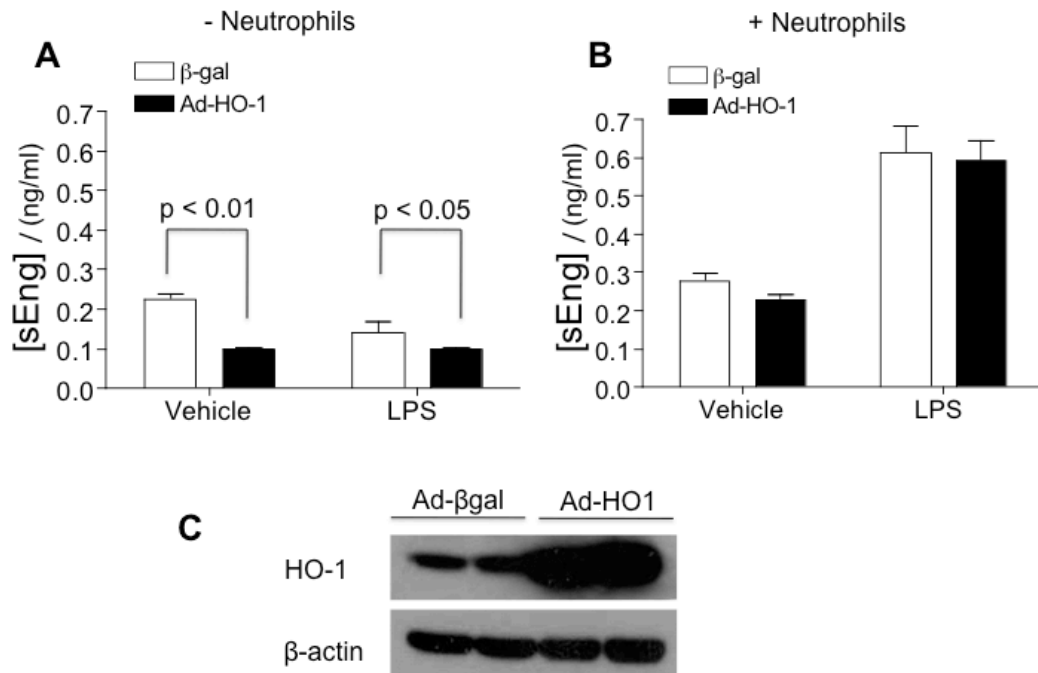 - Neutrophils
A
β-gal
Ad-HO-1
[sEng] / (ng/ml)
0.7
0.6
0.5
0.4
0.3
0.2
0.1
0.0
p < 0.01
p < 0.05
Vehicle
LPS
+ Neutrophils
B
β-gal
Ad-HO-1
[sEng] / (ng/ml)
0.7
0.6
0.5
0.4
0.3
0.2
0.1
0.0
Vehicle
LPS
C
Ad-βgal
Ad-HO1
HO-1
β-actin